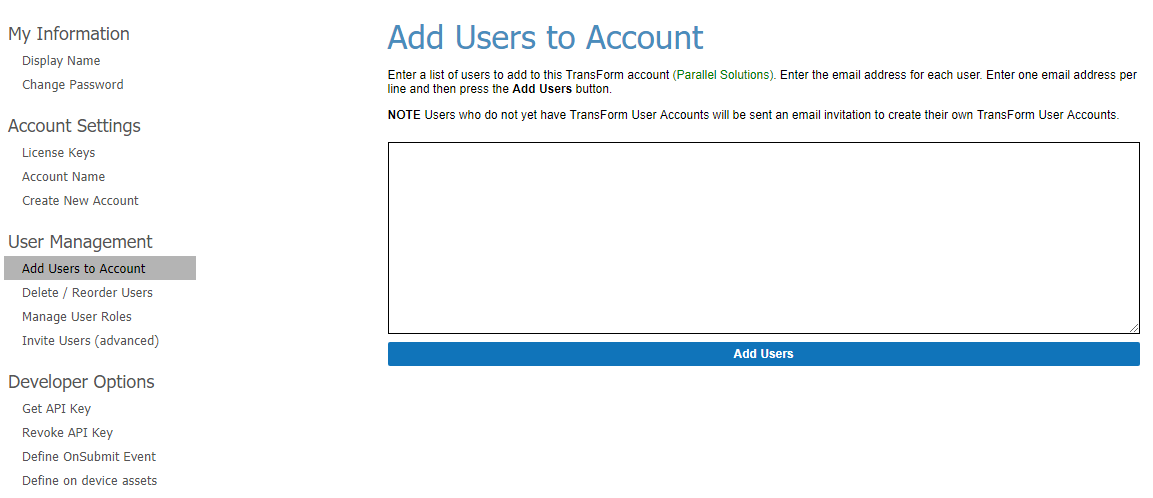 My Information
Display Name
Change Password
Account Settings
License Keys
Account Name
Create New Account
User Management
Add Users to Account
Delete / Reorder Users
Manage User Roles
Invite Users (advanced)
Developer Options
Get API Key
Revoke API Key
Define OnSubmit Event
Define on device assets
Add Users to Account
Enter a list of users to add to this TransForm account (Parallel Solutions). Enter the email address for each user. Enter one email address per
line and then press the Add Users button.
NOTE Users who do not yet have TransForm User Accounts will be sent an email invitation to create their own TransForm User Accounts.
Add Users